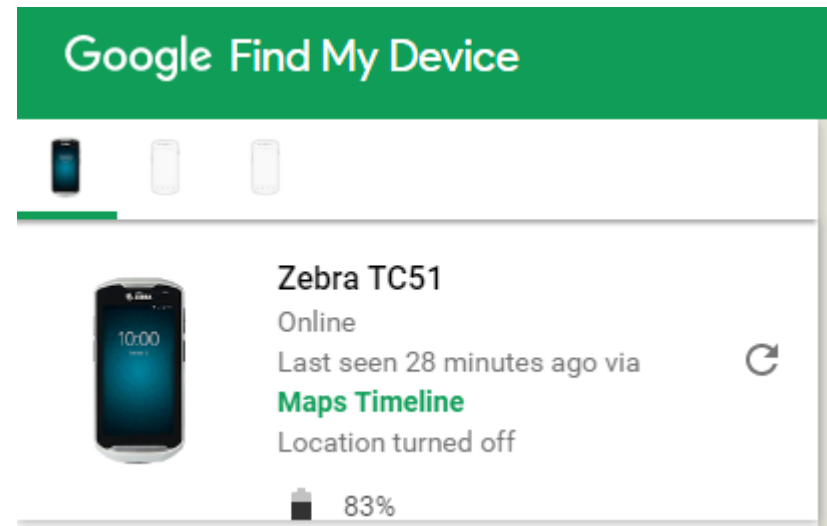 Google Find My Device
Zebra TC51
Online
Last seen 28 minutes ago via
Maps Timeline
Location turned off
83%
10:00
ZEBRA